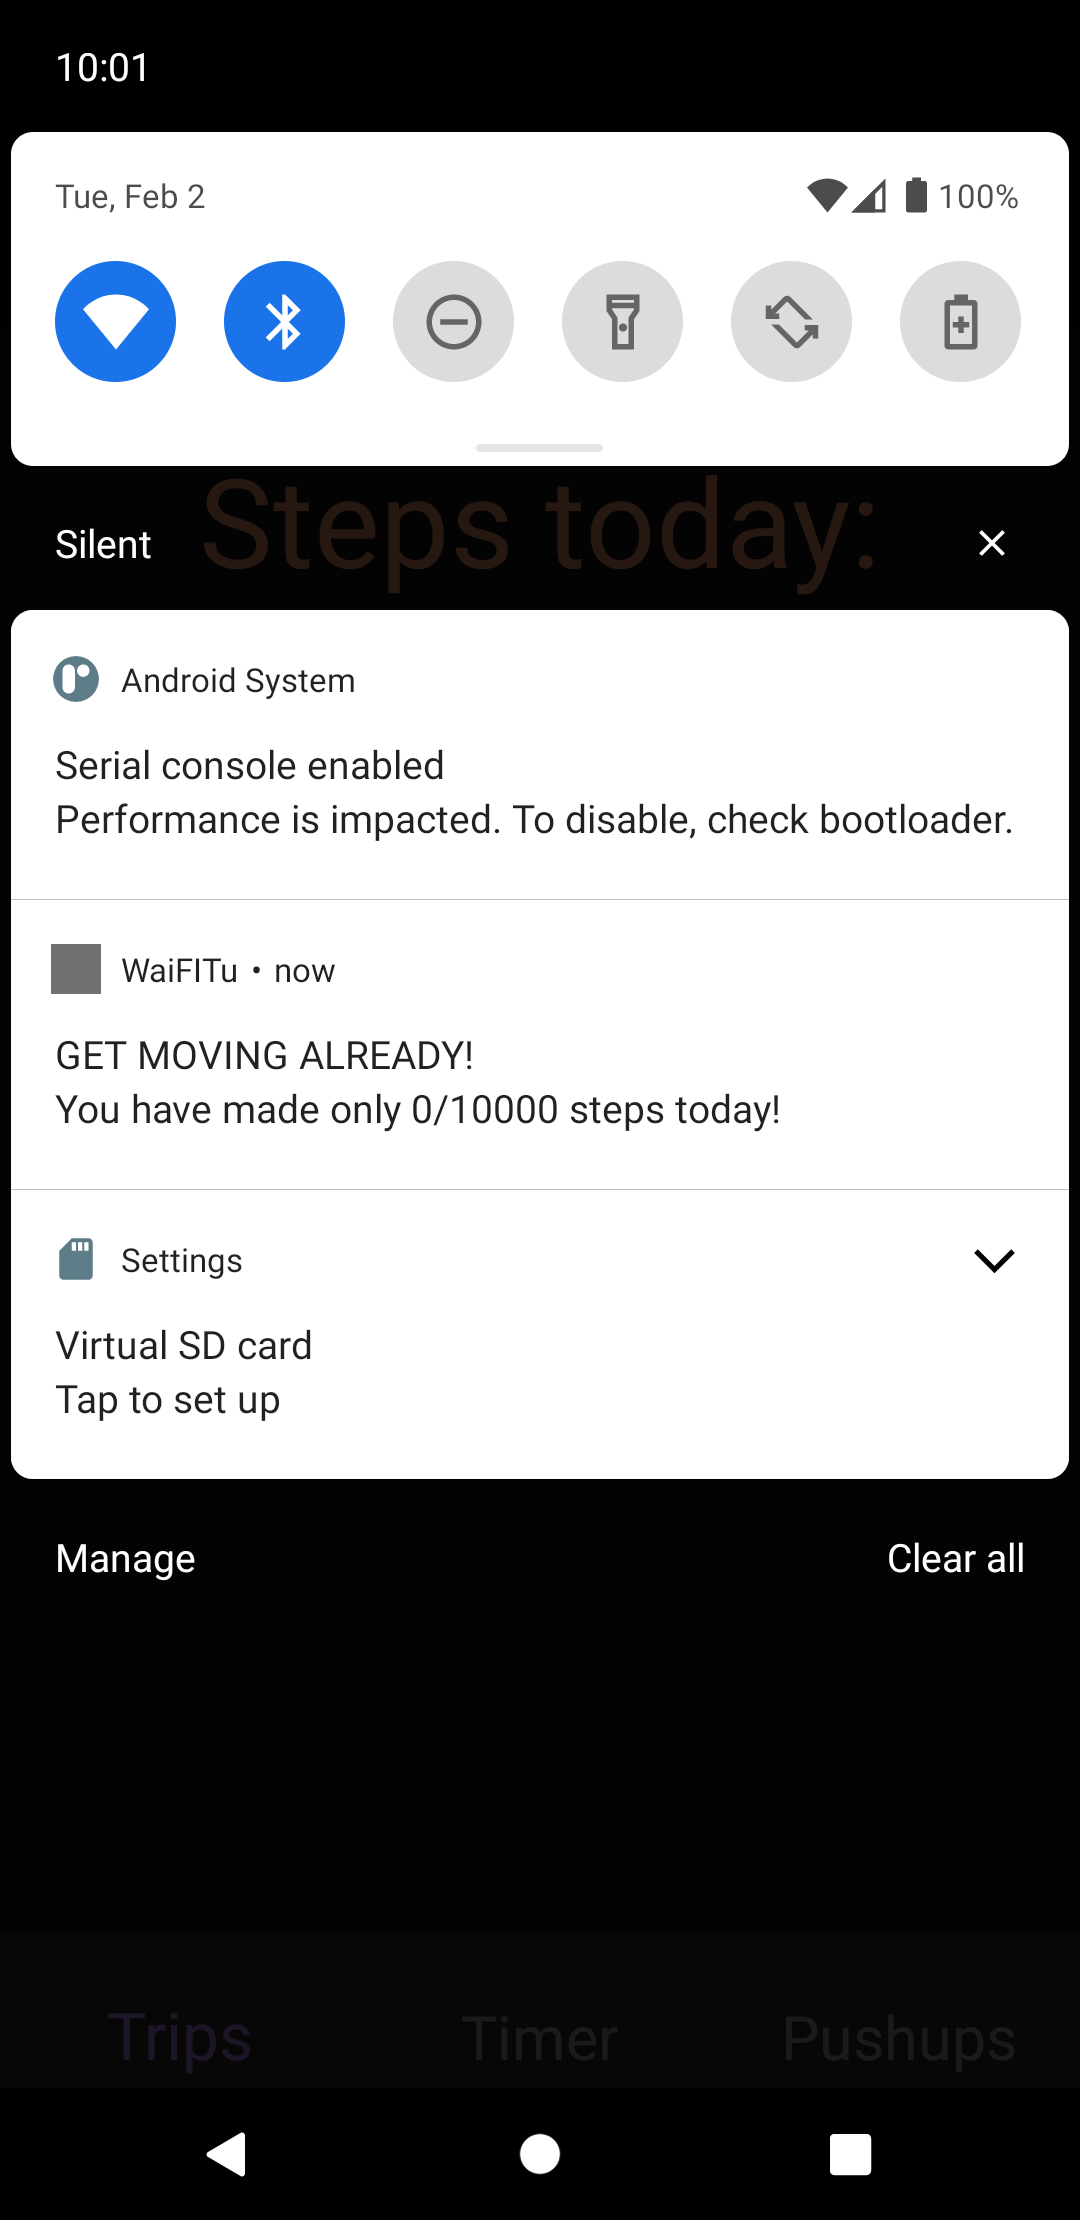 10:01
Tue, Feb 2
100%
Steps today:
Silent
Android System
Serial console enabled
Performance is impacted. To disable, check bootloader.
WaiFITu • now
GET MOVING ALREADY!
You have made only 0/10000 steps today!
Settings
Virtual SD card
Tap to set up
Manage
Clear all
Trips
Timer
Pushups